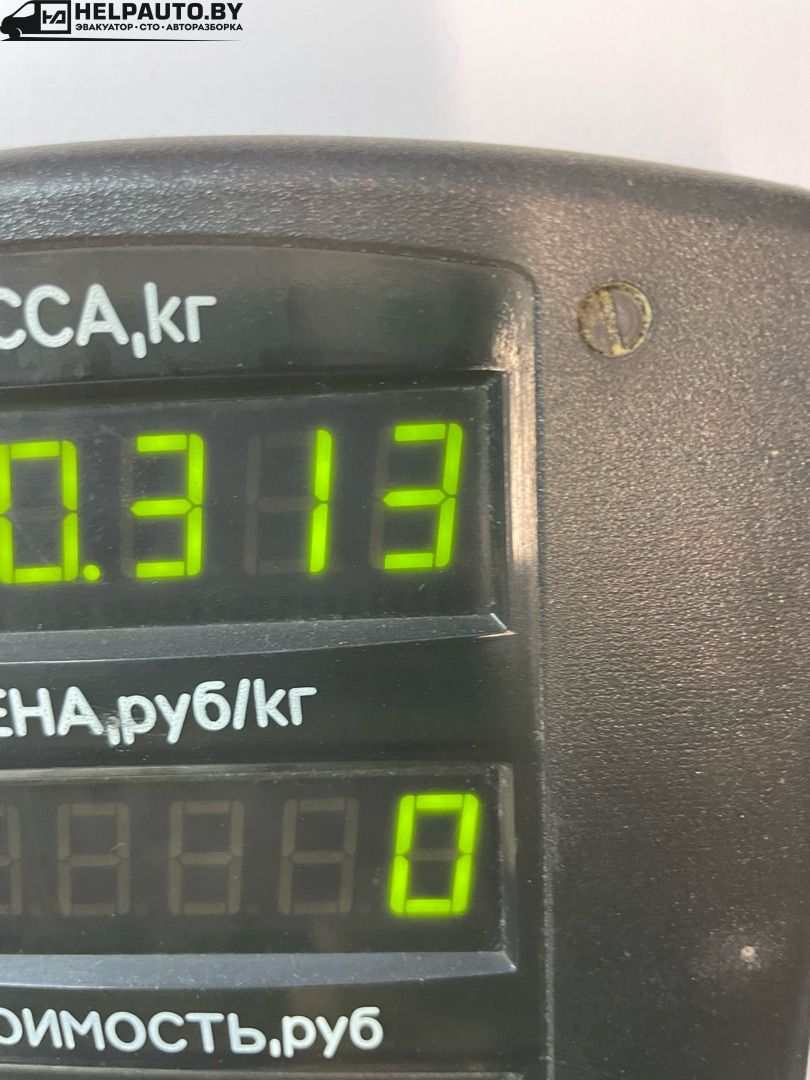 HELPAUTO.BY
ЭВАКУАТОР • СТО • АВТОРАЗБОРКА
ССА,кг
0.313
ЕНА,руб/кг
0
ОИМОСТЬ,руб